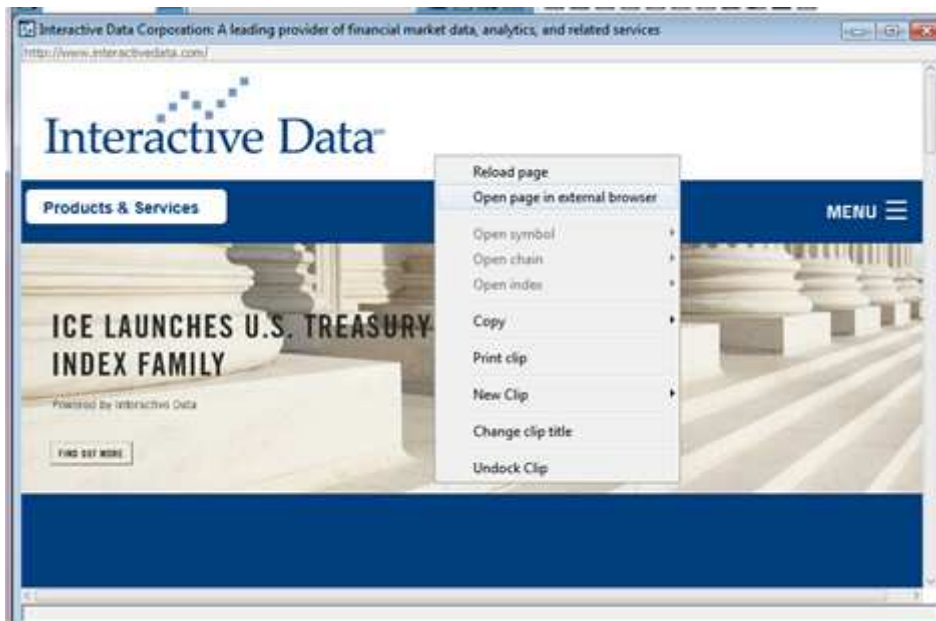 Interactive Data Corporation: A leading provider of financial market data, analytics, and related services
http://www.interactivedata.com/
Interactive Data
Products & Services
MENU
ICE LAUNCHES U.S. TREASURY
INDEX FAMILY
Powered by Interactive Data
FIND OUT MORE
Reload page
Open page in external browser
Open symbol
Open chain
Open index
Copy
Print clip
New Clip
Change clip title
Undock Clip